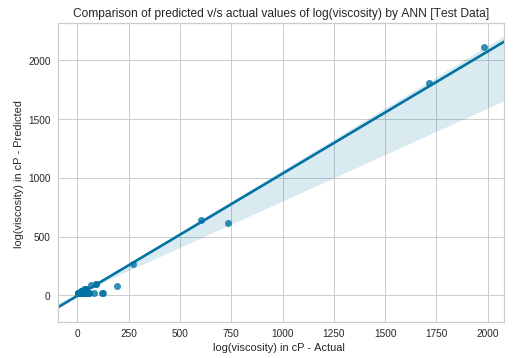 Comparison of predicted v/s actual values of log(viscosity) by ANN [Test Data]
log(viscosity) in cP - Predicted
2000
1500
1000
500
0
0 250 500 750 1000 1250 1500 1750 2000
log(viscosity) in cP - Actual